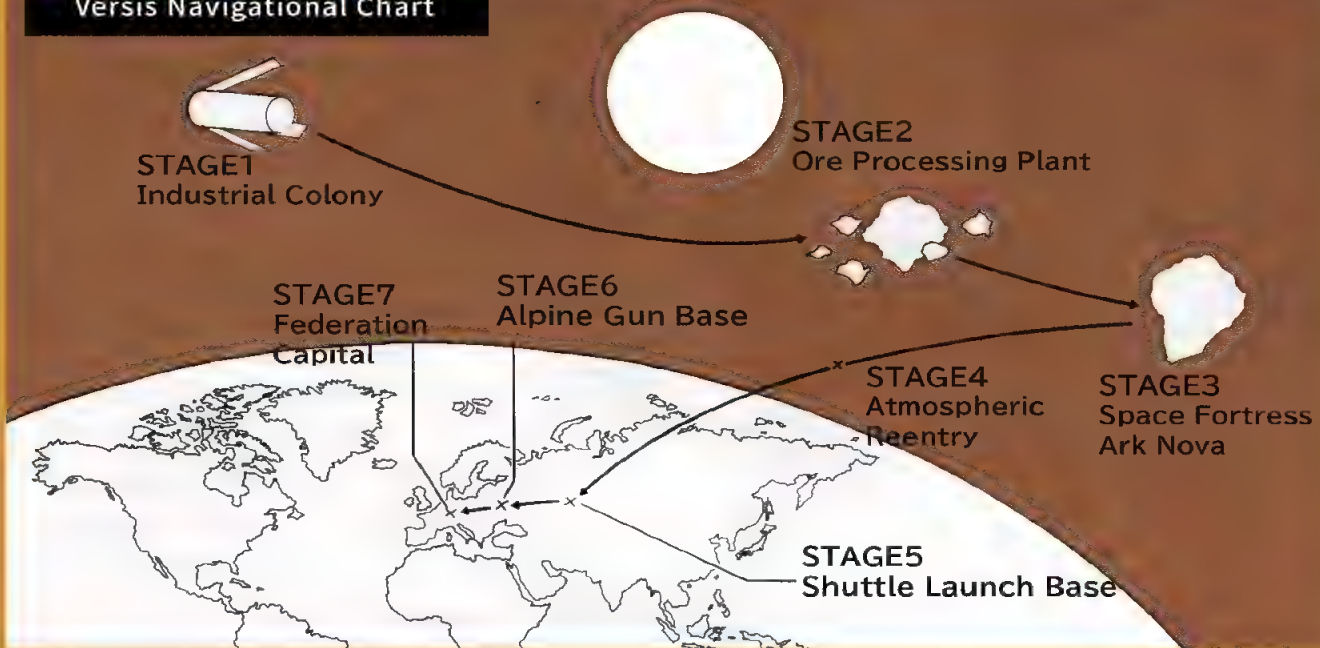 Versis Navigational Chart
STAGE1
Industrial Colony
STAGE2
Ore Processing Plant
STAGE3
Space Fortress
Ark Nova
STAGE4
Atmospheric
Reentry
STAGE5
Shuttle Launch Base
STAGE6
Alpine Gun Base
STAGE7
Federation
Capital